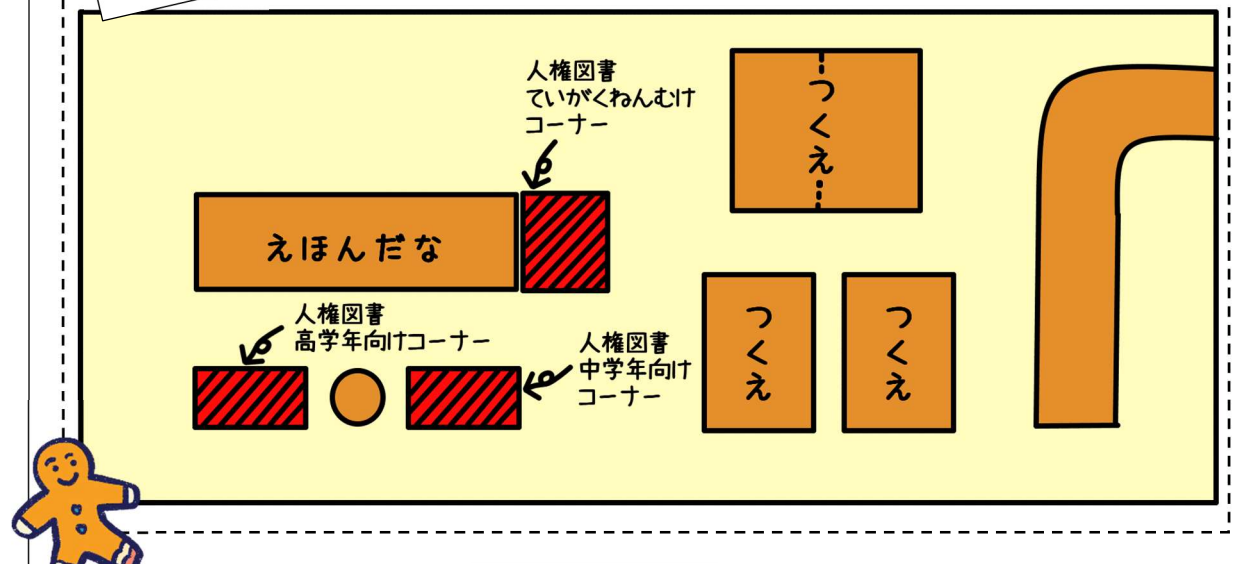 人権図書
ていがくねんむけ
コーナー
つくえ
えほんだな
人権図書
高学年向けコーナー
人権図書
中学年向け
コーナー
つくえ
つくえ